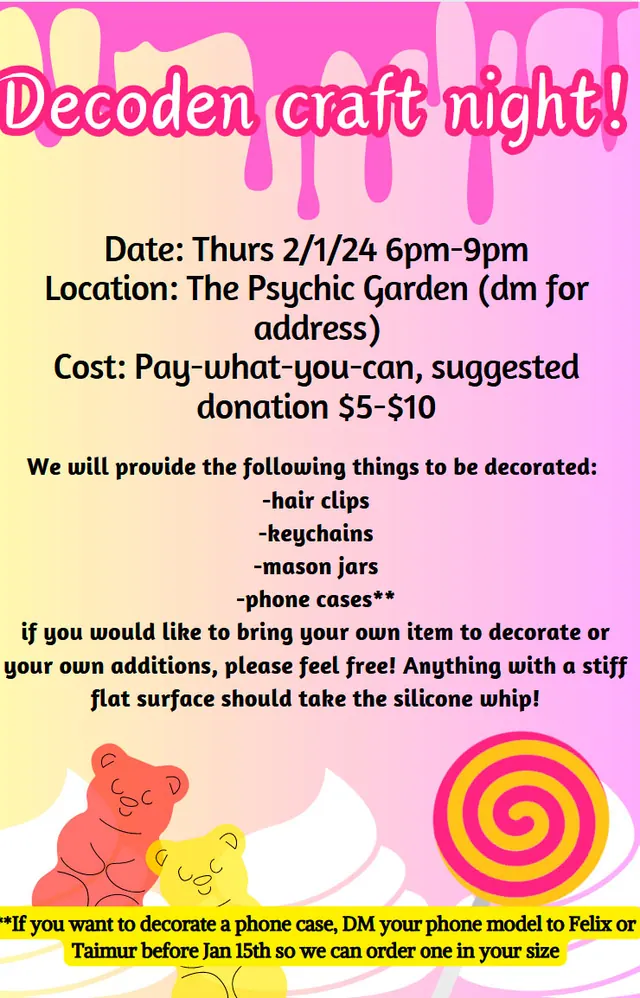 Decoden craft night!
Date: Thurs 2/1/24 6pm-9pm
Location: The Psychic Garden (dm for
address)
Cost: Pay-what-you-can, suggested
donation $5-$10
We will provide the following things to be decorated:
-hair clips
-keychains
-mason jars
-phone cases**
if you would like to bring your own item to decorate or
your own additions, please feel free! Anything with a stiff
flat surface should take the silicone whip!
**If you want to decorate a phone case, DM your phone model to Felix or
Taimur before Jan 15th so we can order one in your size